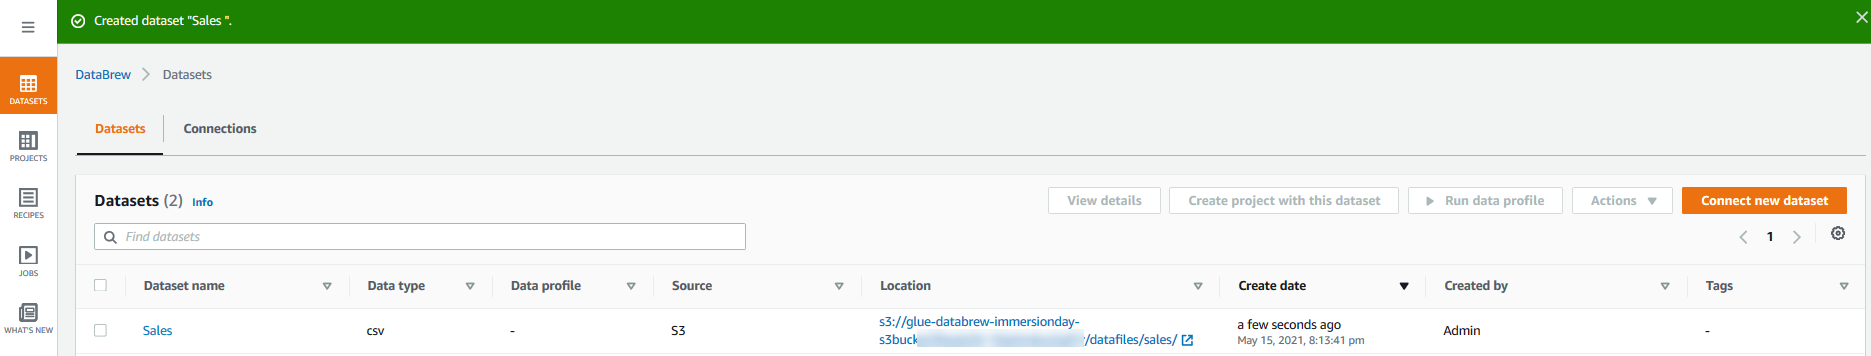 Created dataset "Sales ".
DataBrew
Datasets
DATASETS
PROJECTS
RECIPES
JOBS
WHAT'S NEW
Datasets
Connections
Datasets (2) Info
View details
Create project with this dataset
Run data profile
Actions
Connect new dataset
Find datasets
1
Dataset name
Data type
Data profile
Source
Location
Create date
Created by
Tags
Sales
csv
-
S3
s3://glue-databrew-immersionday-
s3buck
/datafiles/sales/
a few seconds ago
May 15, 2021, 8:13:41 pm
Admin
-